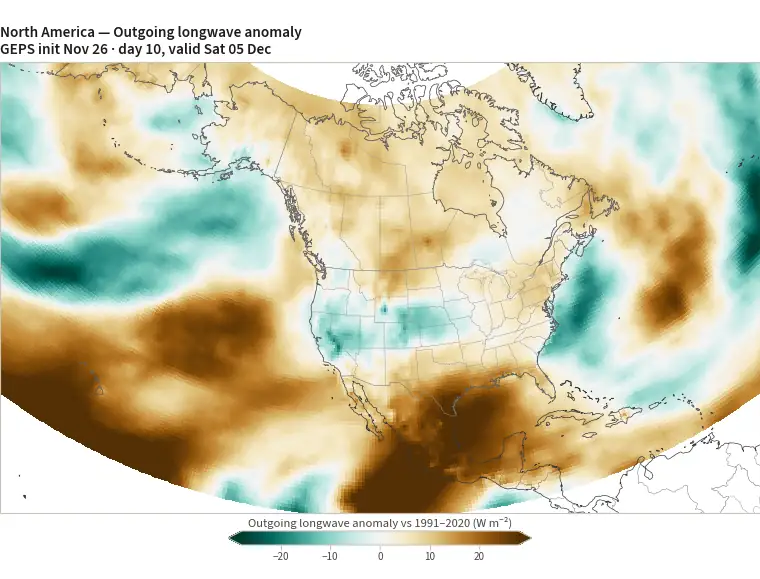 North America — Outgoing longwave anomaly
GEPS init Nov 26 · day 10, valid Sat 05 Dec
Outgoing longwave anomaly vs 1991–2020 (W m⁻²)
−20 −10 0 10 20